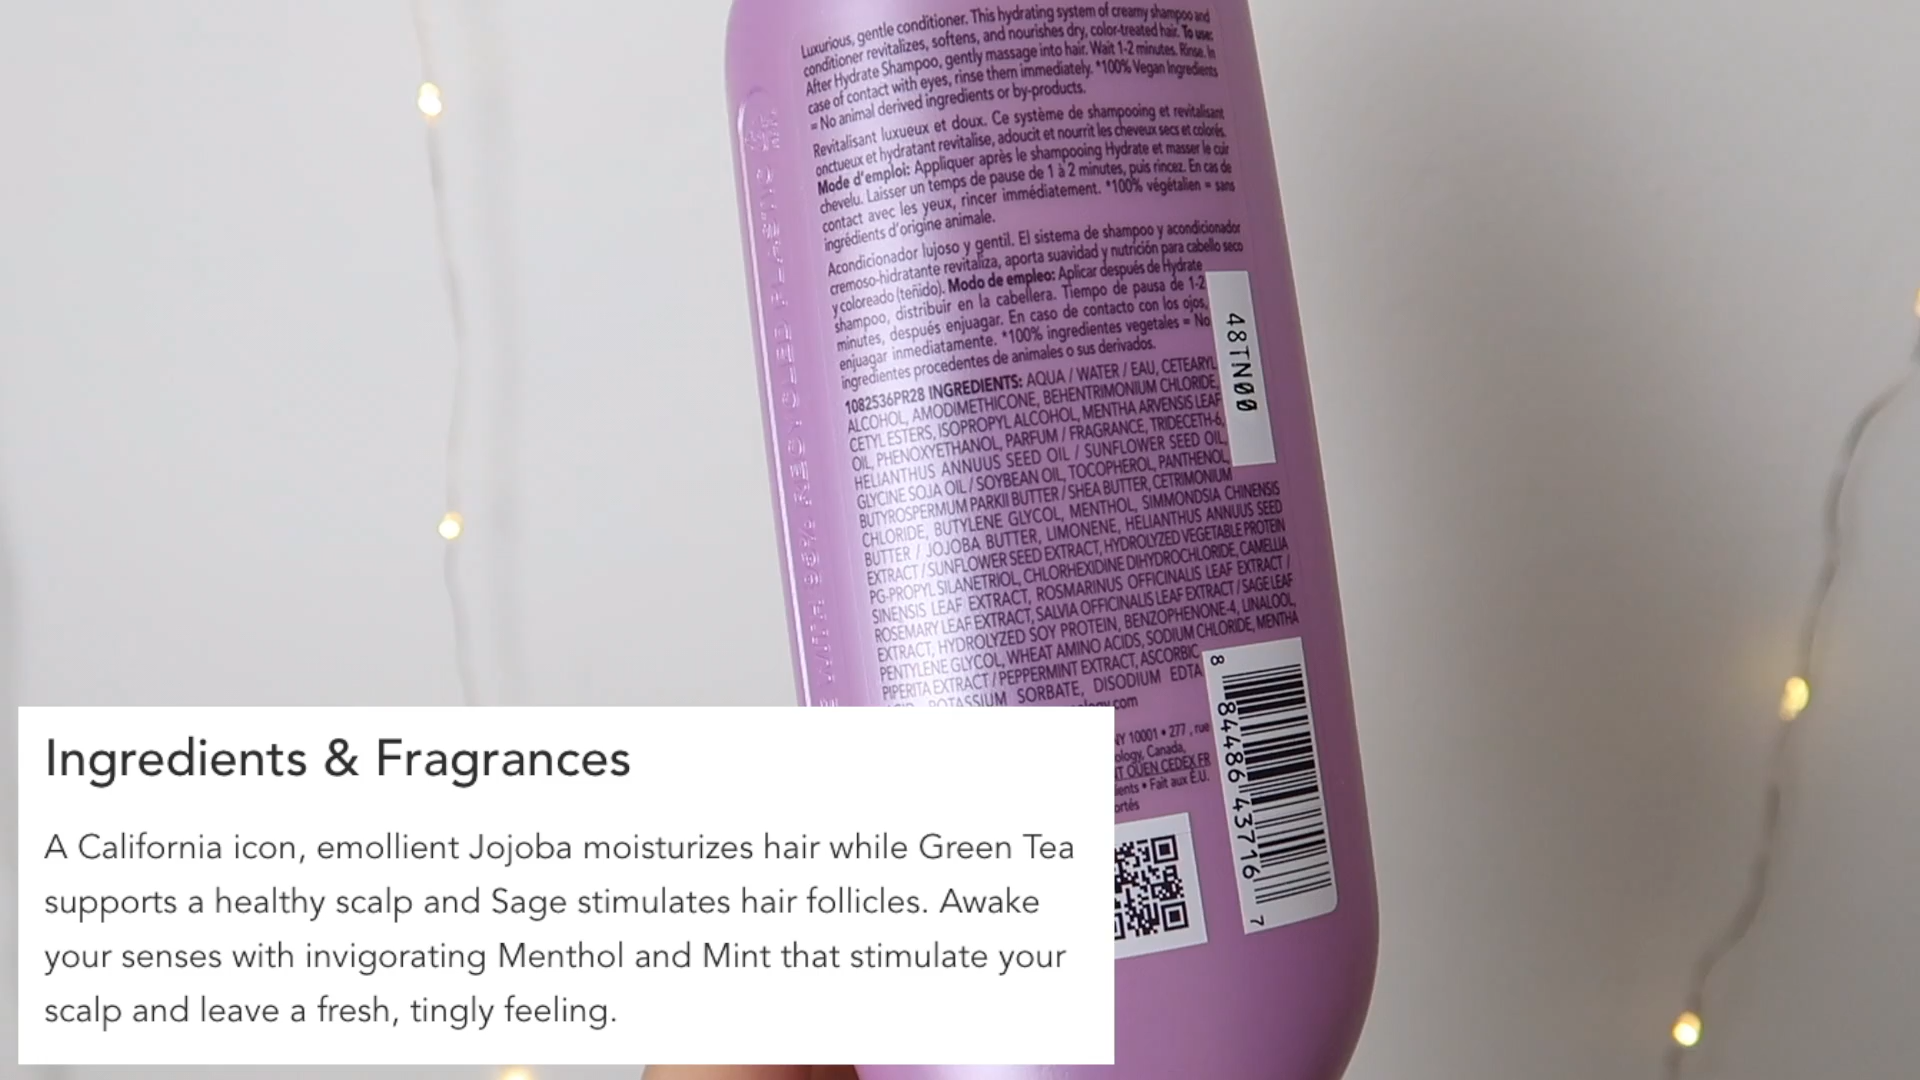 Luxurious, gentle conditioner. This hydrating system of creamy shampoo and
conditioner revitalizes, softens, and nourishes dry, color-treated hair. To use:
After Hydrate Shampoo, gently massage into hair. Wait 1-2 minutes. Rinse. In
case of contact with eyes, rinse them immediately. *100% Vegan Ingredients
= No animal derived ingredients or by-products.
Revitalisant luxueux et doux. Ce système de shampooing et revitalisant
onctueux et hydratant revitalise, adoucit et nourrit les cheveux secs et colorés.
Mode d'emploi: Appliquer après le shampooing Hydrate et masser le cuir
chevelu. Laisser un temps de pause de 1 à 2 minutes, puis rincez. En cas de
contact avec les yeux, rincer immédiatement. *100% végétalien = sans
ingrédients d'origine animale.
Acondicionador lujoso y gentil. El sistema de shampoo y acondicionador
cremoso-hidratante revitaliza, aporta suavidad y nutrición para cabello seco
y coloreado (teñido). Modo de empleo: Aplicar después de Hydrate
shampoo, distribuir en la cabellera. Tiempo de pausa de 1-2
minutes, después enjuagar. En caso de contacto con los ojos,
enjuagar inmediatamente. *100% ingredientes vegetales = No
ingredientes procedentes de animales o sus derivados.
1082536PR28 INGREDIENTS: AQUA / WATER / EAU, CETEARYL
ALCOHOL, AMODIMETHICONE, BEHENTRIMONIUM CHLORIDE,
CETYL ESTERS, ISOPROPYL ALCOHOL, MENTHA ARVENSIS LEAF
OIL, PHENOXYETHANOL, PARFUM / FRAGRANCE, TRIDECETH-6,
HELIANTHUS ANNUUS SEED OIL / SUNFLOWER SEED OIL,
GLYCINE SOJA OIL / SOYBEAN OIL, TOCOPHEROL, PANTHENOL,
BUTYROSPERMUM PARKII BUTTER / SHEA BUTTER, CETRIMONIUM
CHLORIDE, BUTYLENE GLYCOL, MENTHOL, SIMMONDSIA CHINENSIS
BUTTER / JOJOBA BUTTER, LIMONENE, HELIANTHUS ANNUUS SEED
EXTRACT / SUNFLOWER SEED EXTRACT, HYDROLYZED VEGETABLE PROTEIN
PG-PROPYL SILANETRIOL, CHLORHEXIDINE DIHYDROCHLORIDE, CAMELLIA
SINENSIS LEAF EXTRACT, ROSMARINUS OFFICINALIS LEAF EXTRACT /
ROSEMARY LEAF EXTRACT, SALVIA OFFICINALIS LEAF EXTRACT / SAGE LEAF
EXTRACT, HYDROLYZED SOY PROTEIN, BENZOPHENONE-4, LINALOOL,
PENTYLENE GLYCOL, WHEAT AMINO ACIDS, SODIUM CHLORIDE, MENTHA
PIPERITA EXTRACT / PEPPERMINT EXTRACT, ASCORBIC
POTASSIUM SORBATE, DISODIUM EDTA
.com
NY 10001 • 277, rue
Canada,
OUEN CEDEX FR
• Fait aux É.U.
48TN00
8 84486 43716 7
Ingredients & Fragrances
A California icon, emollient Jojoba moisturizes hair while Green Tea
supports a healthy scalp and Sage stimulates hair follicles. Awake
your senses with invigorating Menthol and Mint that stimulate your
scalp and leave a fresh, tingly feeling.